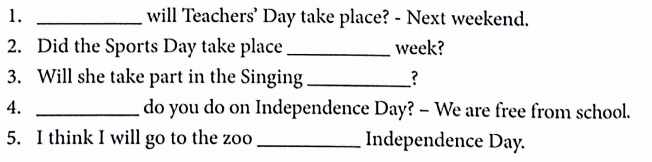 1. __________ will Teachers' Day take place? - Next weekend.
2. Did the Sports Day take place __________ week?
3. Will she take part in the Singing __________?
4. __________ do you do on Independence Day? – We are free from school.
5. I think I will go to the zoo __________ Independence Day.